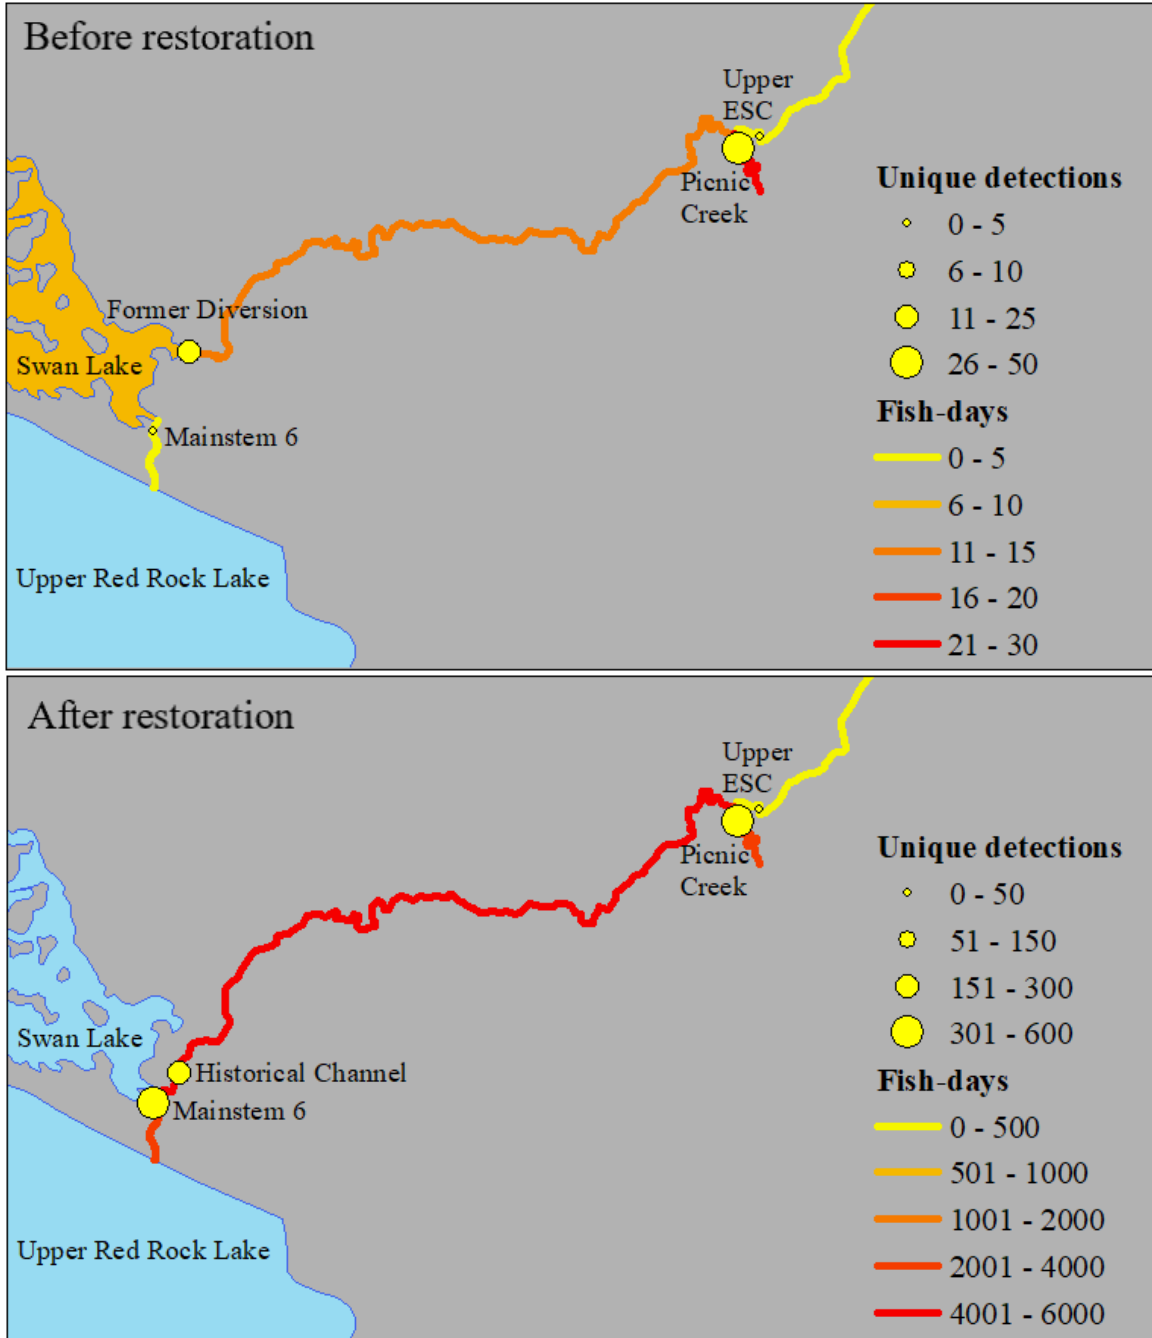 Before restoration
Upper
ESC
Picnic
Creek
Former Diversion
Swan Lake
Mainstem 6
Upper Red Rock Lake
Unique detections
0 - 5
6 - 10
11 - 25
26 - 50
Fish-days
0 - 5
6 - 10
11 - 15
16 - 20
21 - 30
After restoration
Upper
ESC
Picnic
Creek
Swan Lake
Historical Channel
Mainstem 6
Upper Red Rock Lake
Unique detections
0 - 50
51 - 150
151 - 300
301 - 600
Fish-days
0 - 500
501 - 1000
1001 - 2000
2001 - 4000
4001 - 6000